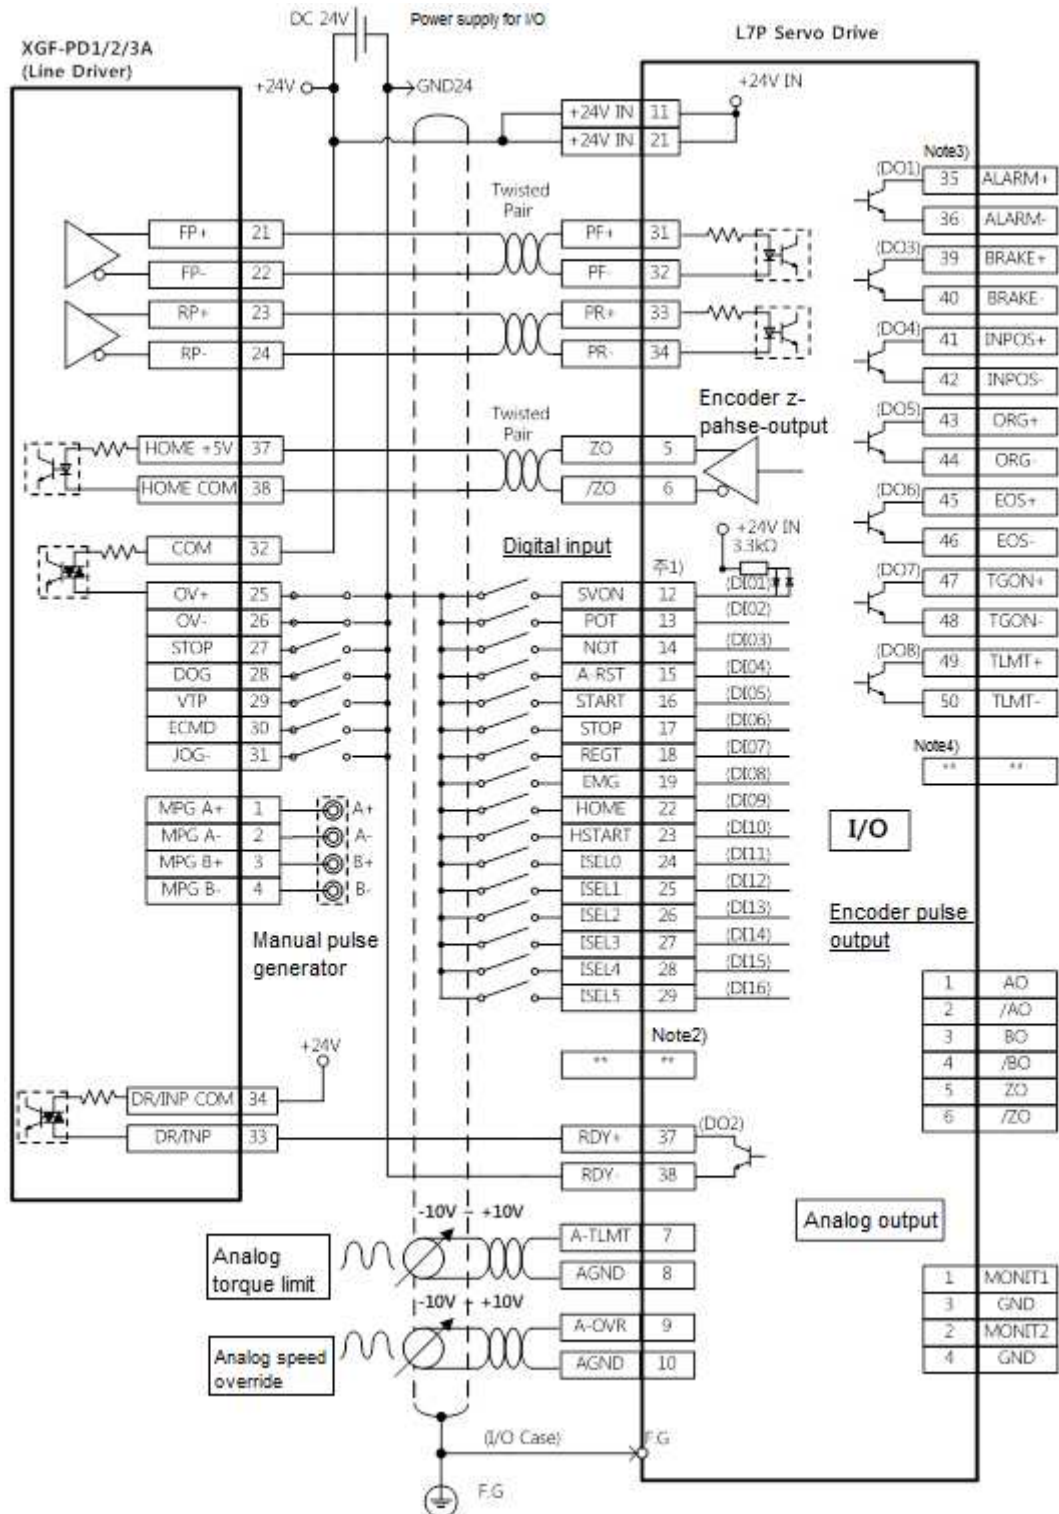 DC 24V
Power supply for I/O
XGF-PD1/2/3A
(Line Driver)
L7P Servo Drive
+24V
GND24
+24V IN
+24V IN 11
+24V IN 21
Twisted
Pair
FP+ 21
FP- 22
RP+ 23
RP- 24
PF+ 31
PF- 32
PR+ 33
PR- 34
Twisted
Pair
HOME +5V 37
HOME COM 38
ZO 5
/ZO 6
Encoder z-
pahse-output
COM 32
OV+ 25
OV- 26
STOP 27
DOG 28
VTP 29
ECMD 30
JOG- 31
MPG A+ 1 A+
MPG A- 2 A-
MPG B+ 3 B+
MPG B- 4 B-
Manual pulse
generator
Digital input
+24V IN
3.3kΩ
주1)
SVON 12 (DI01)
POT 13 (DI02)
NOT 14 (DI03)
A-RST 15 (DI04)
START 16 (DI05)
STOP 17 (DI06)
REGT 18 (DI07)
EMG 19 (DI08)
HOME 22 (DI09)
HSTART 23 (DI10)
ISEL0 24 (DI11)
ISEL1 25 (DI12)
ISEL2 26 (DI13)
ISEL3 27 (DI14)
ISEL4 28 (DI15)
ISEL5 29 (DI16)
Note2)
** **
+24V
DR/INP COM 34
DR/INP 33
RDY+ 37 (DO2)
RDY- 38
-10V ~ +10V
Analog
torque limit
A-TLMT 7
AGND 8
-10V ~ +10V
Analog speed
override
A-OVR 9
AGND 10
(I/O Case)
F.G
F.G
Note3)
(DO1) 35 ALARM+
36 ALARM-
(DO3) 39 BRAKE+
40 BRAKE-
(DO4) 41 INPOS+
42 INPOS-
(DO5) 43 ORG+
44 ORG-
(DO6) 45 EOS+
46 EOS-
(DO7) 47 TGON+
48 TGON-
(DO8) 49 TLMT+
50 TLMT-
Note4)
** **
I/O
Encoder pulse
output
1 AO
2 /AO
3 BO
4 /BO
5 ZO
6 /ZO
Analog output
1 MONIT1
3 GND
2 MONIT2
4 GND